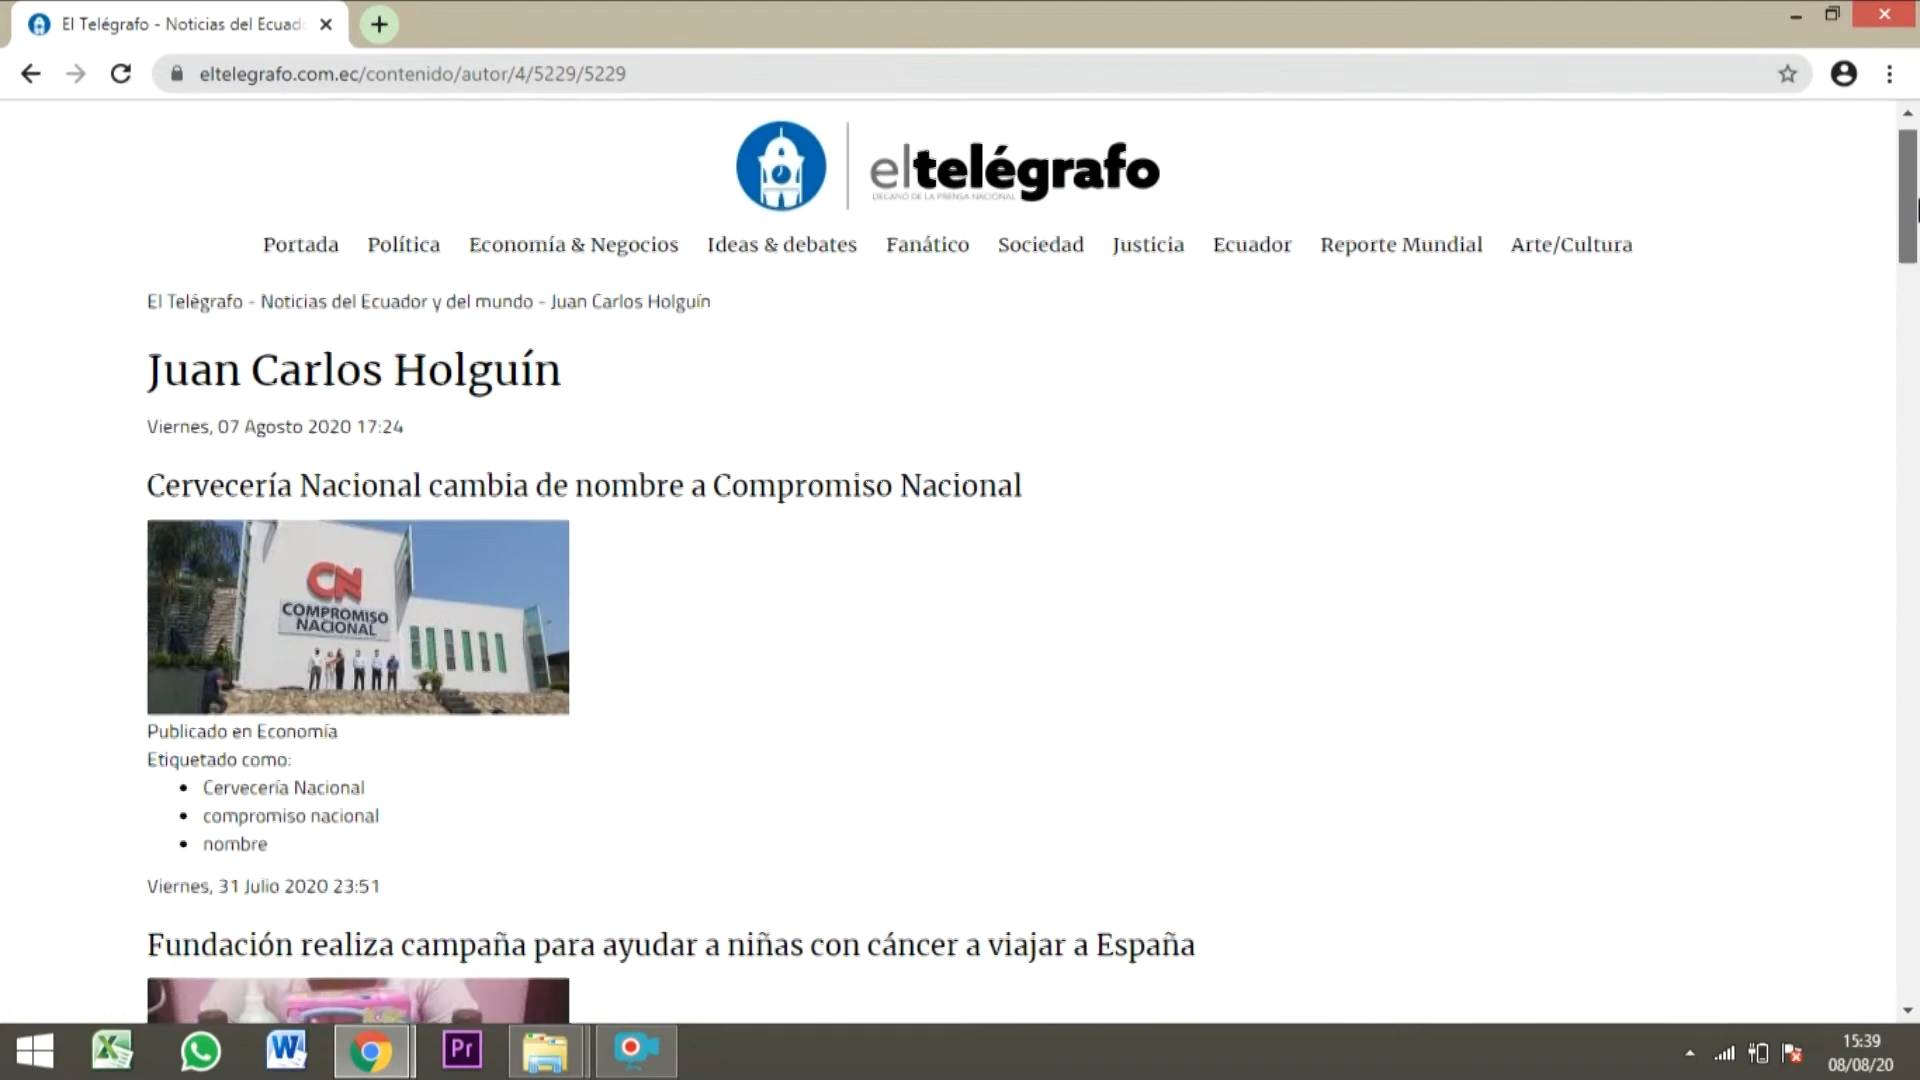 El Telégrafo - Noticias del Ecuad
eltelegrafo.com.ec/contenido/autor/4/5229/5229
eltelégrafo
DECANO DE LA PRENSA NACIONAL
Portada Política Economía & Negocios Ideas & debates Fanático Sociedad Justicia Ecuador Reporte Mundial Arte/Cultura
El Telégrafo - Noticias del Ecuador y del mundo - Juan Carlos Holguín
Juan Carlos Holguín
Viernes, 07 Agosto 2020 17:24
Cervecería Nacional cambia de nombre a Compromiso Nacional
CN
COMPROMISO
NACIONAL
Publicado en Economía
Etiquetado como:
Cervecería Nacional
compromiso nacional
nombre
Viernes, 31 Julio 2020 23:51
Fundación realiza campaña para ayudar a niñas con cáncer a viajar a España
Pr
15:39
08/08/20